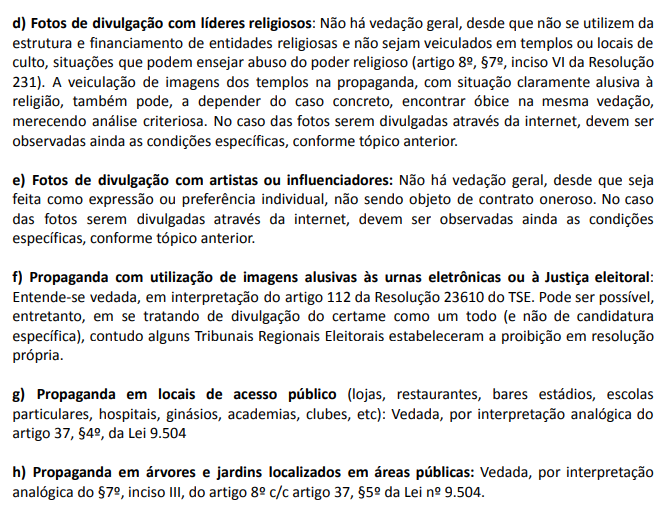 d) Fotos de divulgação com líderes religiosos: Não há vedação geral, desde que não se utilizem da
estrutura e financiamento de entidades religiosas e não sejam veiculados em templos ou locais de
culto, situações que podem ensejar abuso do poder religioso (artigo 8º, §7º, inciso VI da Resolução
231). A veiculação de imagens dos templos na propaganda, com situação claramente alusiva à
religião, também pode, a depender do caso concreto, encontrar óbice na mesma vedação,
merecendo análise criteriosa. No caso das fotos serem divulgadas através da internet, devem ser
observadas ainda as condições específicas, conforme tópico anterior.
e) Fotos de divulgação com artistas ou influenciadores: Não há vedação geral, desde que seja
feita como expressão ou preferência individual, não sendo objeto de contrato oneroso. No caso
das fotos serem divulgadas através da internet, devem ser observadas ainda as condições
específicas, conforme tópico anterior.
f) Propaganda com utilização de imagens alusivas às urnas eletrônicas ou à Justiça eleitoral:
Entende-se vedada, em interpretação do artigo 112 da Resolução 23610 do TSE. Pode ser possível,
entretanto, em se tratando de divulgação do certame como um todo (e não de candidatura
específica), contudo alguns Tribunais Regionais Eleitorais estabeleceram a proibição em resolução
própria.
g) Propaganda em locais de acesso público (lojas, restaurantes, bares estádios, escolas
particulares, hospitais, ginásios, academias, clubes, etc): Vedada, por interpretação analógica do
artigo 37, §4º, da Lei 9.504
h) Propaganda em árvores e jardins localizados em áreas públicas: Vedada, por interpretação
analógica do §7º, inciso III, do artigo 8º c/c artigo 37, §5º da Lei nº 9.504.